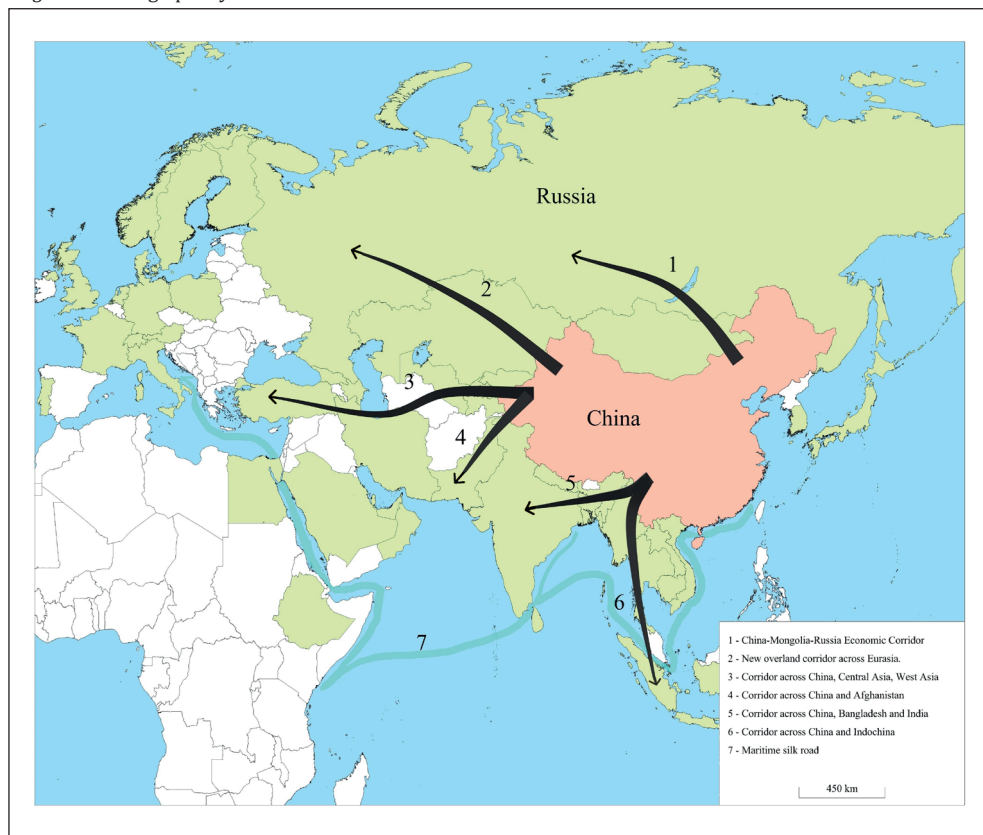 Russia
1
2
3
China
4
5
6
7
1 - China-Mongolia-Russia Economic Corridor
2 - New overland corridor across Eurasia.
3 - Corridor across China, Central Asia, West Asia
4 - Corridor across China and Afghanistan
5 - Corridor across China, Bangladesh and India
6 - Corridor across China and Indochina
7 - Maritime silk road
450 km